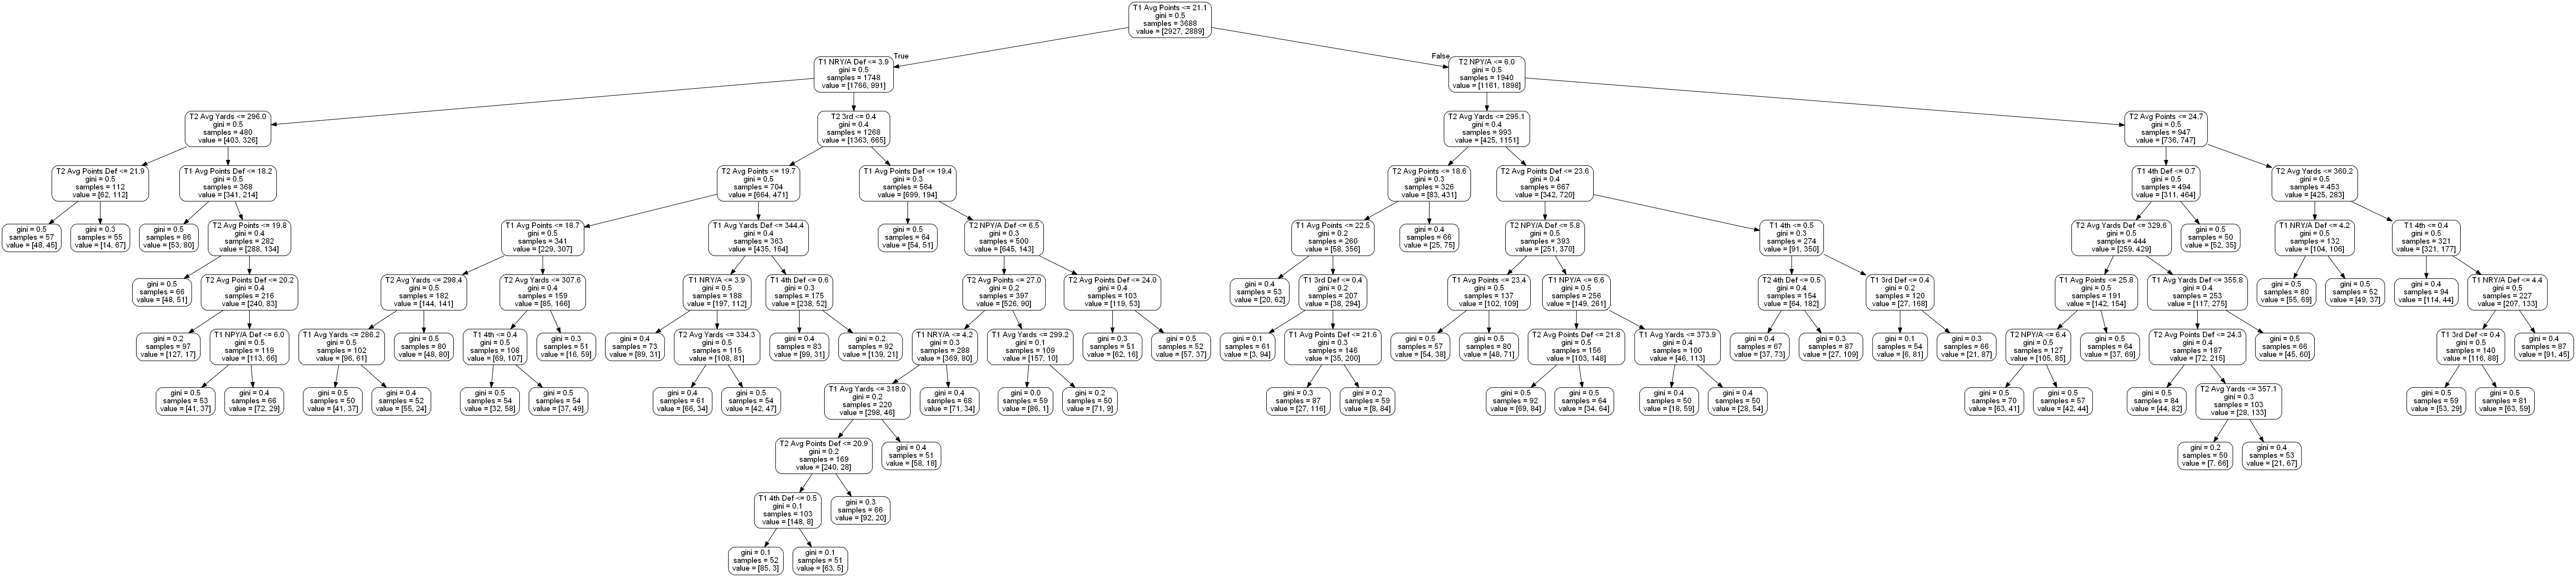 T1 Avg Points <= 21.1
gini = 0.5
samples = 3688
value = [2927, 2889]
True
False
T1 NRY/A Def <= 3.9
gini = 0.5
samples = 1748
value = [1766, 991]
T2 NPY/A <= 6.0
gini = 0.5
samples = 1940
value = [1161, 1898]
T2 Avg Yards <= 296.0
gini = 0.5
samples = 480
value = [403, 326]
T2 3rd <= 0.4
gini = 0.4
samples = 1268
value = [1363, 665]
T2 Avg Yards <= 295.1
gini = 0.4
samples = 993
value = [425, 1151]
T2 Avg Points <= 24.7
gini = 0.5
samples = 947
value = [736, 747]
T2 Avg Points Def <= 21.9
gini = 0.5
samples = 112
value = [62, 112]
T1 Avg Points Def <= 18.2
gini = 0.5
samples = 368
value = [341, 214]
T2 Avg Points <= 19.7
gini = 0.5
samples = 704
value = [664, 471]
T1 Avg Points Def <= 19.4
gini = 0.3
samples = 564
value = [699, 194]
T2 Avg Points <= 18.6
gini = 0.3
samples = 326
value = [83, 431]
T2 Avg Points Def <= 23.6
gini = 0.4
samples = 667
value = [342, 720]
T1 4th Def <= 0.7
gini = 0.5
samples = 494
value = [311, 464]
T2 Avg Yards <= 360.2
gini = 0.5
samples = 453
value = [425, 283]
gini = 0.5
samples = 57
value = [48, 45]
gini = 0.3
samples = 55
value = [14, 67]
gini = 0.5
samples = 86
value = [53, 80]
T2 Avg Points <= 19.8
gini = 0.4
samples = 282
value = [288, 134]
T1 Avg Points <= 18.7
gini = 0.5
samples = 341
value = [229, 307]
T1 Avg Yards Def <= 344.4
gini = 0.4
samples = 363
value = [435, 164]
gini = 0.5
samples = 64
value = [54, 51]
T2 NPY/A Def <= 6.5
gini = 0.3
samples = 500
value = [645, 143]
T1 Avg Points <= 22.5
gini = 0.2
samples = 260
value = [58, 356]
gini = 0.4
samples = 66
value = [25, 75]
T2 NPY/A Def <= 5.8
gini = 0.5
samples = 393
value = [251, 370]
T1 4th <= 0.5
gini = 0.3
samples = 274
value = [91, 350]
T2 Avg Yards Def <= 329.6
gini = 0.5
samples = 444
value = [259, 429]
gini = 0.5
samples = 50
value = [52, 35]
T1 NRY/A Def <= 4.2
gini = 0.5
samples = 132
value = [104, 106]
T1 4th <= 0.4
gini = 0.5
samples = 321
value = [321, 177]
gini = 0.5
samples = 66
value = [48, 51]
T2 Avg Points Def <= 20.2
gini = 0.4
samples = 216
value = [240, 83]
T2 Avg Yards <= 298.4
gini = 0.5
samples = 182
value = [144, 141]
T2 Avg Yards <= 307.6
gini = 0.4
samples = 159
value = [85, 166]
T1 NRY/A <= 3.9
gini = 0.5
samples = 188
value = [197, 112]
T1 4th Def <= 0.6
gini = 0.3
samples = 175
value = [238, 52]
T2 Avg Points <= 27.0
gini = 0.2
samples = 397
value = [526, 90]
T2 Avg Points Def <= 24.0
gini = 0.4
samples = 103
value = [119, 53]
gini = 0.4
samples = 53
value = [20, 62]
T1 3rd Def <= 0.4
gini = 0.2
samples = 207
value = [38, 294]
T1 Avg Points <= 23.4
gini = 0.5
samples = 137
value = [102, 109]
T1 NPY/A <= 6.6
gini = 0.5
samples = 256
value = [149, 261]
T2 4th Def <= 0.5
gini = 0.4
samples = 154
value = [64, 182]
T1 3rd Def <= 0.4
gini = 0.2
samples = 120
value = [27, 168]
T1 Avg Points <= 25.8
gini = 0.5
samples = 191
value = [142, 154]
T1 Avg Yards Def <= 355.8
gini = 0.4
samples = 253
value = [117, 275]
gini = 0.5
samples = 80
value = [55, 69]
gini = 0.5
samples = 52
value = [49, 37]
gini = 0.4
samples = 94
value = [114, 44]
T1 NRY/A Def <= 4.4
gini = 0.5
samples = 227
value = [207, 133]
gini = 0.2
samples = 97
value = [127, 17]
T1 NPY/A Def <= 6.0
gini = 0.5
samples = 119
value = [113, 66]
T1 Avg Yards <= 286.2
gini = 0.5
samples = 102
value = [96, 61]
gini = 0.5
samples = 80
value = [48, 80]
T1 4th <= 0.4
gini = 0.5
samples = 108
value = [69, 107]
gini = 0.3
samples = 51
value = [16, 59]
gini = 0.4
samples = 73
value = [89, 31]
T2 Avg Yards <= 334.3
gini = 0.5
samples = 115
value = [108, 81]
gini = 0.4
samples = 83
value = [99, 31]
gini = 0.2
samples = 92
value = [139, 21]
T1 NRY/A <= 4.2
gini = 0.3
samples = 288
value = [369, 80]
T1 Avg Yards <= 299.2
gini = 0.1
samples = 109
value = [157, 10]
gini = 0.3
samples = 51
value = [62, 16]
gini = 0.5
samples = 52
value = [57, 37]
gini = 0.1
samples = 61
value = [3, 94]
T1 Avg Points Def <= 21.6
gini = 0.3
samples = 146
value = [35, 200]
gini = 0.5
samples = 57
value = [54, 38]
gini = 0.5
samples = 80
value = [48, 71]
T2 Avg Points Def <= 21.8
gini = 0.5
samples = 156
value = [103, 148]
T1 Avg Yards <= 373.9
gini = 0.4
samples = 100
value = [46, 113]
gini = 0.4
samples = 67
value = [37, 73]
gini = 0.3
samples = 87
value = [27, 109]
gini = 0.1
samples = 54
value = [6, 81]
gini = 0.3
samples = 66
value = [21, 87]
T2 NPY/A <= 6.4
gini = 0.5
samples = 127
value = [105, 85]
gini = 0.5
samples = 64
value = [37, 69]
T2 Avg Points Def <= 24.3
gini = 0.4
samples = 187
value = [72, 215]
gini = 0.5
samples = 66
value = [45, 60]
T1 3rd Def <= 0.4
gini = 0.5
samples = 140
value = [116, 88]
gini = 0.4
samples = 87
value = [91, 45]
gini = 0.5
samples = 53
value = [41, 37]
gini = 0.4
samples = 66
value = [72, 29]
gini = 0.5
samples = 50
value = [41, 37]
gini = 0.4
samples = 52
value = [55, 24]
gini = 0.5
samples = 54
value = [32, 58]
gini = 0.5
samples = 54
value = [37, 49]
gini = 0.4
samples = 61
value = [66, 34]
gini = 0.5
samples = 54
value = [42, 47]
T1 Avg Yards <= 318.0
gini = 0.2
samples = 220
value = [298, 46]
gini = 0.4
samples = 68
value = [71, 34]
gini = 0.0
samples = 59
value = [86, 1]
gini = 0.2
samples = 50
value = [71, 9]
gini = 0.3
samples = 87
value = [27, 116]
gini = 0.2
samples = 59
value = [8, 84]
gini = 0.5
samples = 92
value = [69, 84]
gini = 0.5
samples = 64
value = [34, 64]
gini = 0.4
samples = 50
value = [18, 59]
gini = 0.4
samples = 50
value = [28, 54]
gini = 0.5
samples = 70
value = [63, 41]
gini = 0.5
samples = 57
value = [42, 44]
gini = 0.5
samples = 84
value = [44, 82]
T2 Avg Yards <= 357.1
gini = 0.3
samples = 103
value = [28, 133]
gini = 0.5
samples = 59
value = [53, 29]
gini = 0.5
samples = 81
value = [63, 59]
T2 Avg Points Def <= 20.9
gini = 0.2
samples = 169
value = [240, 28]
gini = 0.4
samples = 51
value = [58, 18]
gini = 0.2
samples = 50
value = [7, 66]
gini = 0.4
samples = 53
value = [21, 67]
T1 4th Def <= 0.5
gini = 0.1
samples = 103
value = [148, 8]
gini = 0.3
samples = 66
value = [92, 20]
gini = 0.1
samples = 52
value = [85, 3]
gini = 0.1
samples = 51
value = [63, 5]